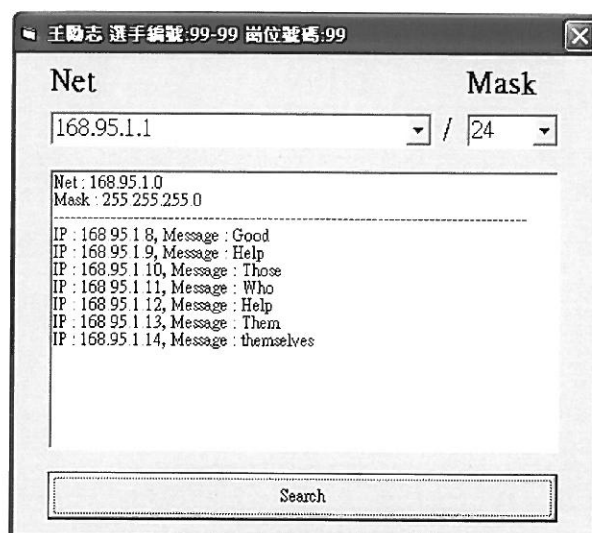 王勵志 選手編號:99-99 崗位號碼:99
Net Mask
168.95.1.1 / 24
Net : 168.95.1.0
Mask : 255.255.255.0
--------------------------------------------------------------------------------
IP : 168.95.1.8, Message : Good
IP : 168.95.1.9, Message : Help
IP : 168.95.1.10, Message : Those
IP : 168.95.1.11, Message : Who
IP : 168.95.1.12, Message : Help
IP : 168.95.1.13, Message : Them
IP : 168.95.1.14, Message : themselves
Search